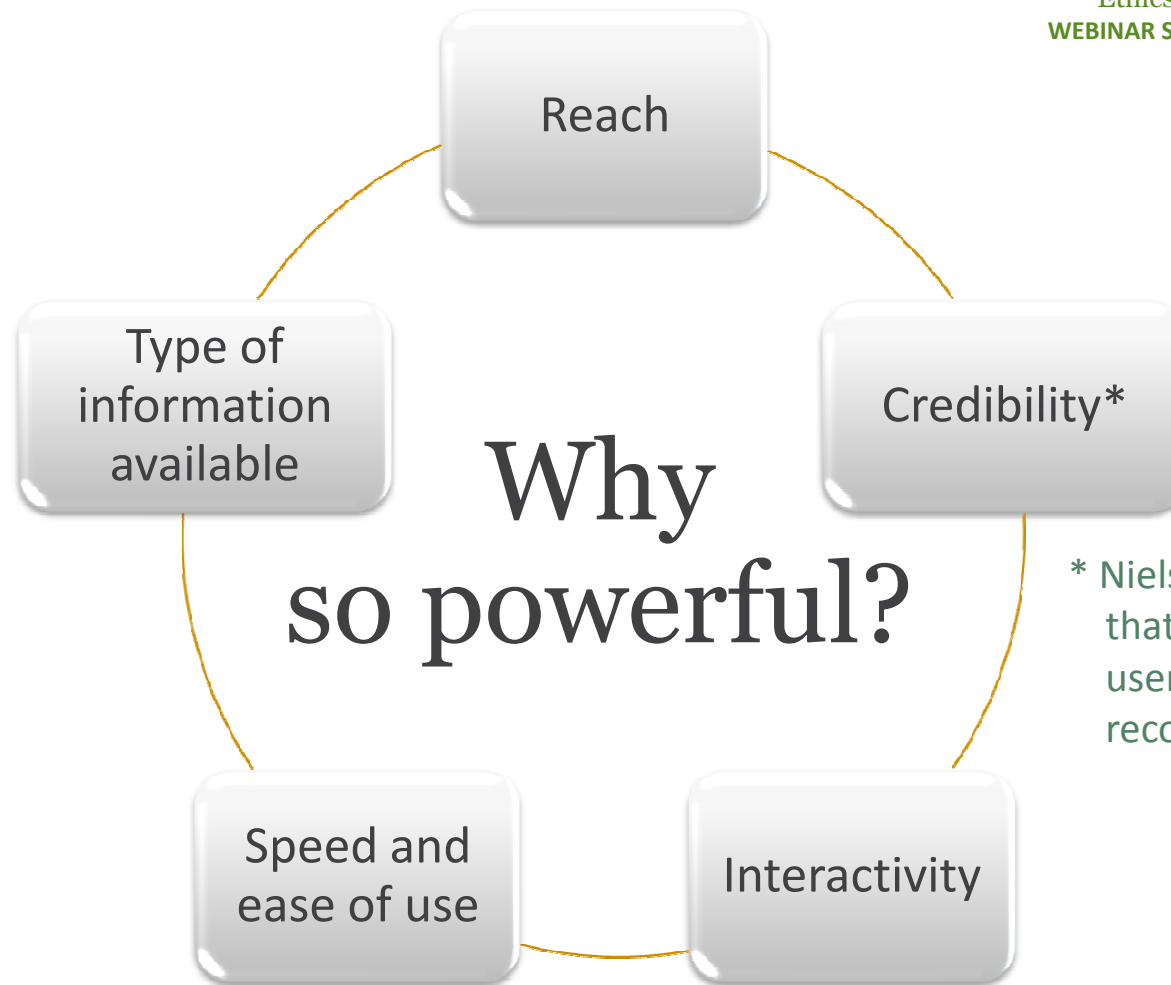 Ethics
WEBINAR S
Reach
Type of
information
available
Credibility*
Why
so powerful?
* Niels
that
user
reco
Speed and
ease of use
Interactivity